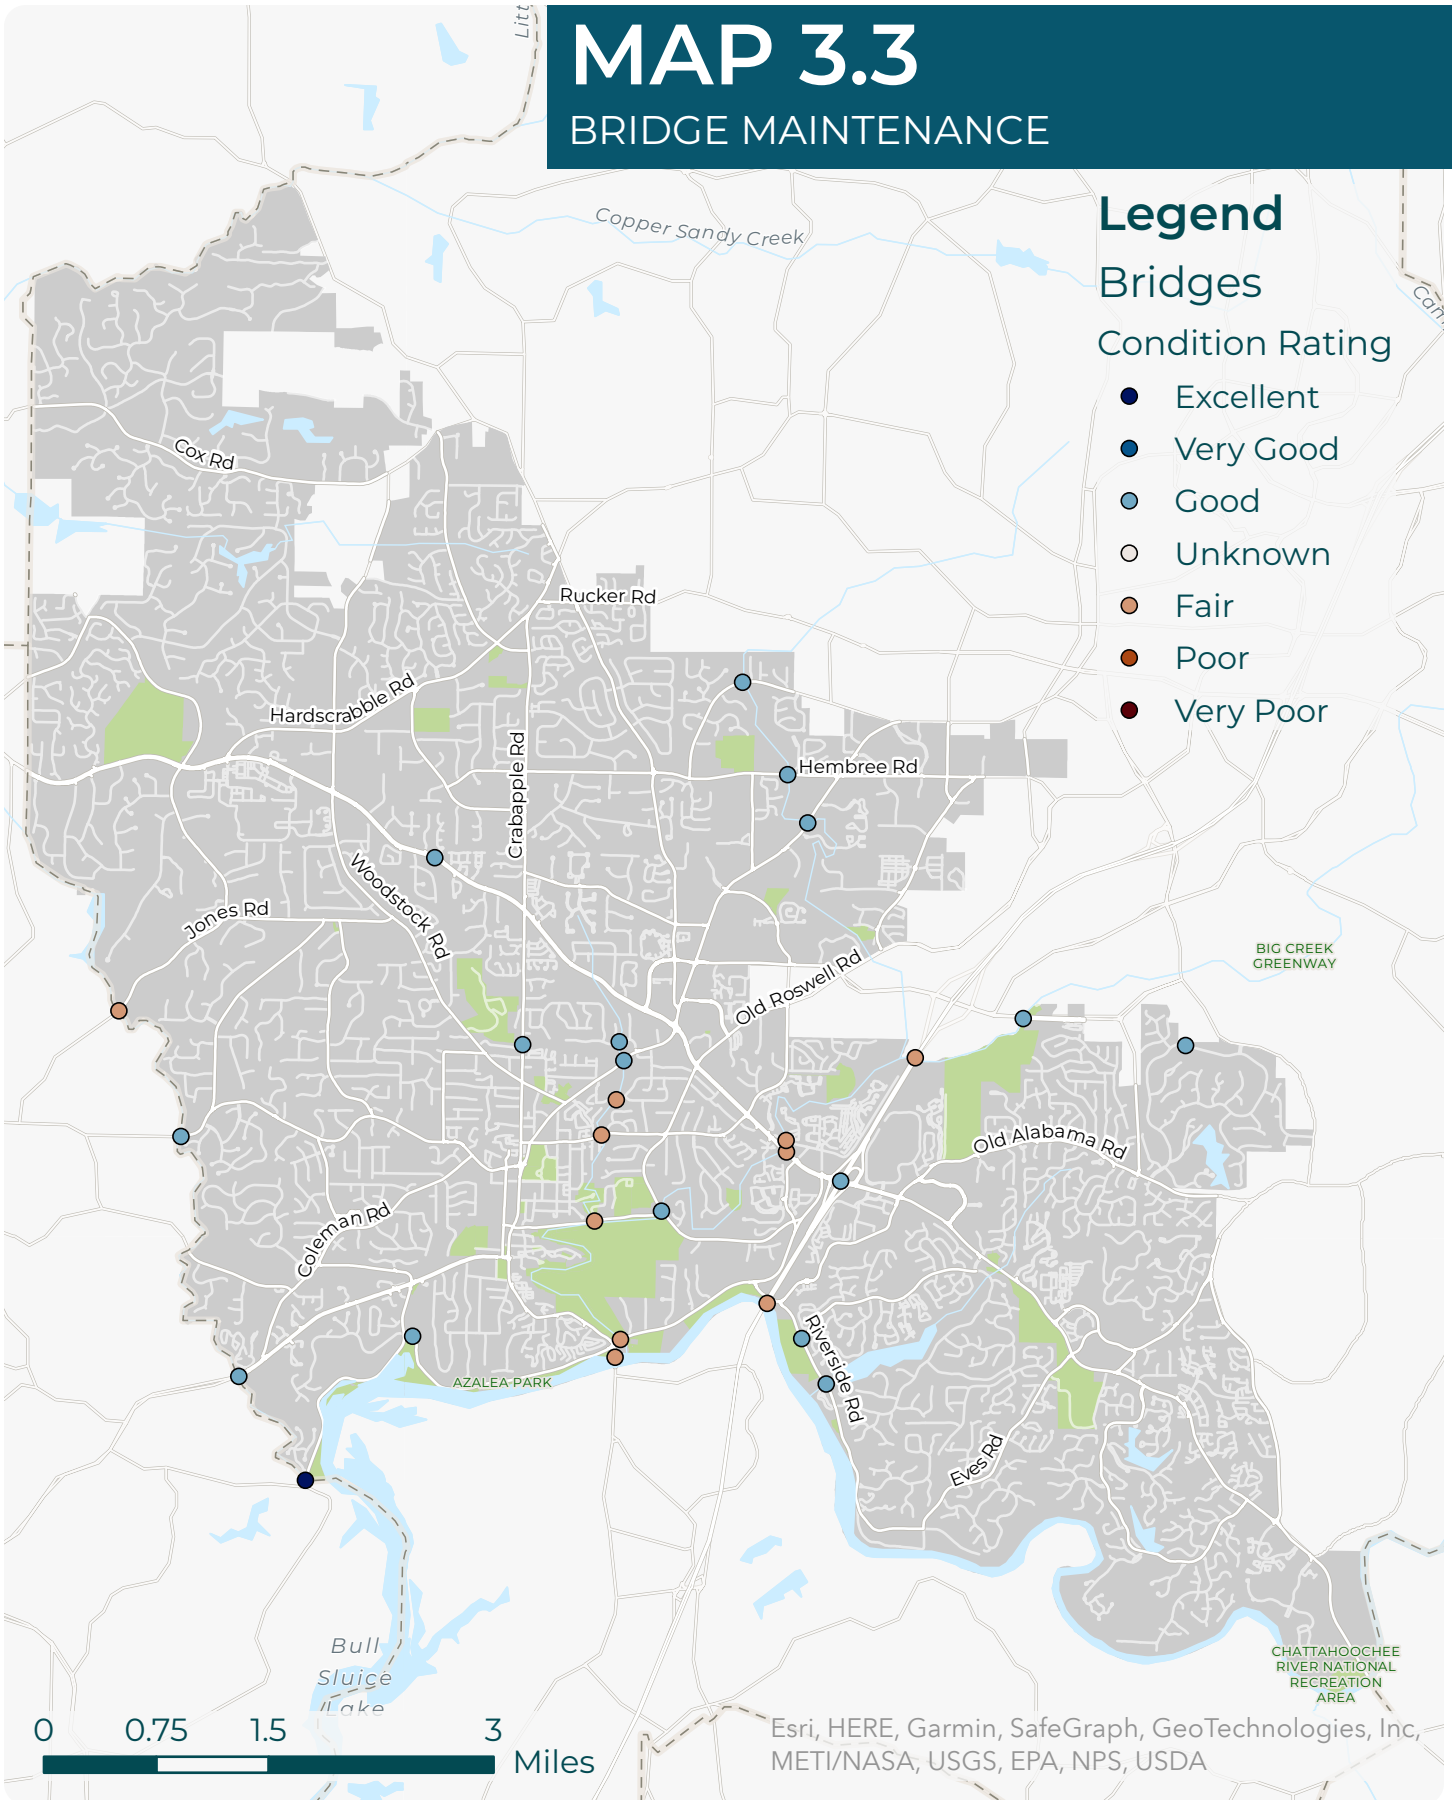 Litt
MAP 3.3
BRIDGE MAINTENANCE
Copper Sandy Creek
Legend
Bridges
Condition Rating
Excellent
Very Good
Good
Unknown
Fair
Poor
Very Poor
Cox Rd
Rucker Rd
Hardscrabble Rd
Crabapple Rd
Hembree Rd
Woodstock Rd
Jones Rd
Old Roswell Rd
BIG CREEK
GREENWAY
Old Alabama Rd
Coleman Rd
Riverside Rd
AZALEA PARK
Eves Rd
Bull
Sluice
Lake
CHATTAHOOCHEE
RIVER NATIONAL
RECREATION
AREA
0 0.75 1.5 3
Miles
Esri, HERE, Garmin, SafeGraph, GeoTechnologies, Inc,
METI/NASA, USGS, EPA, NPS, USDA